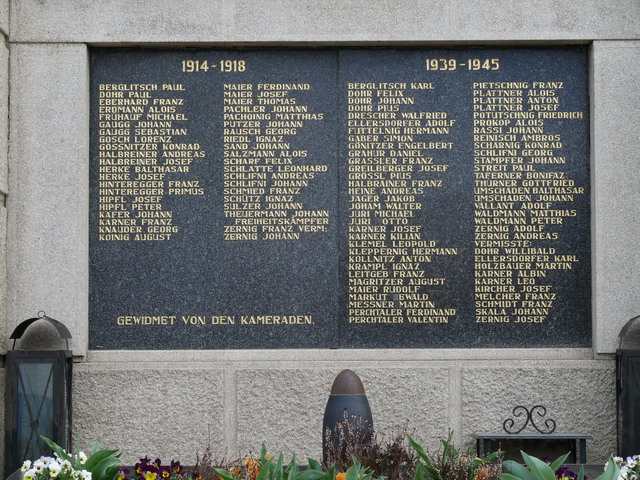 1914-1918
BERGLITSCH PAUL
DOHR PAUL
EBERHARD FRANZ
ERDMANN ALOIS
FRÜHAUF MICHAEL
GAUGG JOHANN
GAUGG SEBASTIAN
GOSCH LORENZ
GÖSSNITZER KONRAD
HALBREINER ANDREAS
HALBREINER JOSEF
HERKE BALTHASAR
HERKE JOSEF
HINTEREGGER FRANZ
HINTEREGGER PRIMUS
HIPFL JOSEF
HIPFL PETER
KAFER JOHANN
KARNER FRANZ
KNAUDER GEORG
KONIG AUGUST
MAIER FERDINAND
MAIER JOSEF
MAIER THOMAS
PACHLER JOHANN
PACHOINIG MATTHIAS
PUTZER JOHANN
RAUSCH GEORG
RIEDL IGNAZ
SAND JOHANN
SALZMANN ALOIS
SCHARF FELIX
SCHLATTE LEONHARD
SCHLIFNI ANDREAS
SCHLIFNI JOHANN
SCHMIED FRANZ
SCHÜTZ IGNAZ
SULZER JOHANN
THEUERMANN JOHANN
FREIHEITSKÄMPFER
ZERNIG FRANZ VERM:
ZERNIG JOHANN
GEWIDMET VON DEN KAMERADEN.
1939-1945
BERGLITSCH KARL
DOHR FELIX
DOHR JOHANN
DOHR PIUS
DRESCHER WALFRIED
ELLERSDORFER ADOLF
FUTTELNIG HERMANN
GABER SIMON
GÖNITZER ENGELBERT
GRAHUR DANIEL
GRASSLER FRANZ
GREILBERGER JOSEF
GRÖSSL PIUS
HALBRAINER FRANZ
HEINE ANDREAS
JÄGER JAKOB
JOHAM WALTER
JURI MICHAEL
JURI OTTO
KARNER JOSEF
KARNER KILIAN
KLEMEL LEOPOLD
KLEPPERNIG HERMANN
KOLLNITZ ANTON
KRAMPL IGNAZ
LEITGEB FRANZ
MAGRITZER AUGUST
MAIER RUDOLF
MARKUT EWALD
MESSNER MARTIN
PERCHTALER FERDINAND
PERCHTALER VALENTIN
PIETSCHNIG FRANZ
PLATTNER ALOIS
PLATTNER ANTON
PLATTNER JOSEF
POTUTSCHNIG FRIEDRICH
PROKOP ALOIS
RASSI JOHANN
REINISCH AMBROS
SCHARNIG KONRAD
SCHLIFNI GEORG
STAMPFER JOHANN
STREIT PAUL
TAFERNER BONIFAZ
THURNER GOTTFRIED
UMSCHADEN BALTHASAR
UMSCHADEN JOHANN
VALLANT ADOLF
WALDMANN MATTHIAS
WALDMANN PETER
ZERNIG ADOLF
ZERNIG ANDREAS
VERMISSTE:
DOHR WILLIBALD
ELLERSDORFER KARL
HOLZBAUER MARTIN
KARNER ALBIN
KARNER LEO
KIRCHER JOSEF
MELCHER FRANZ
SCHMIDT FRANZ
SKALA JOHANN
ZERNIG JOSEF